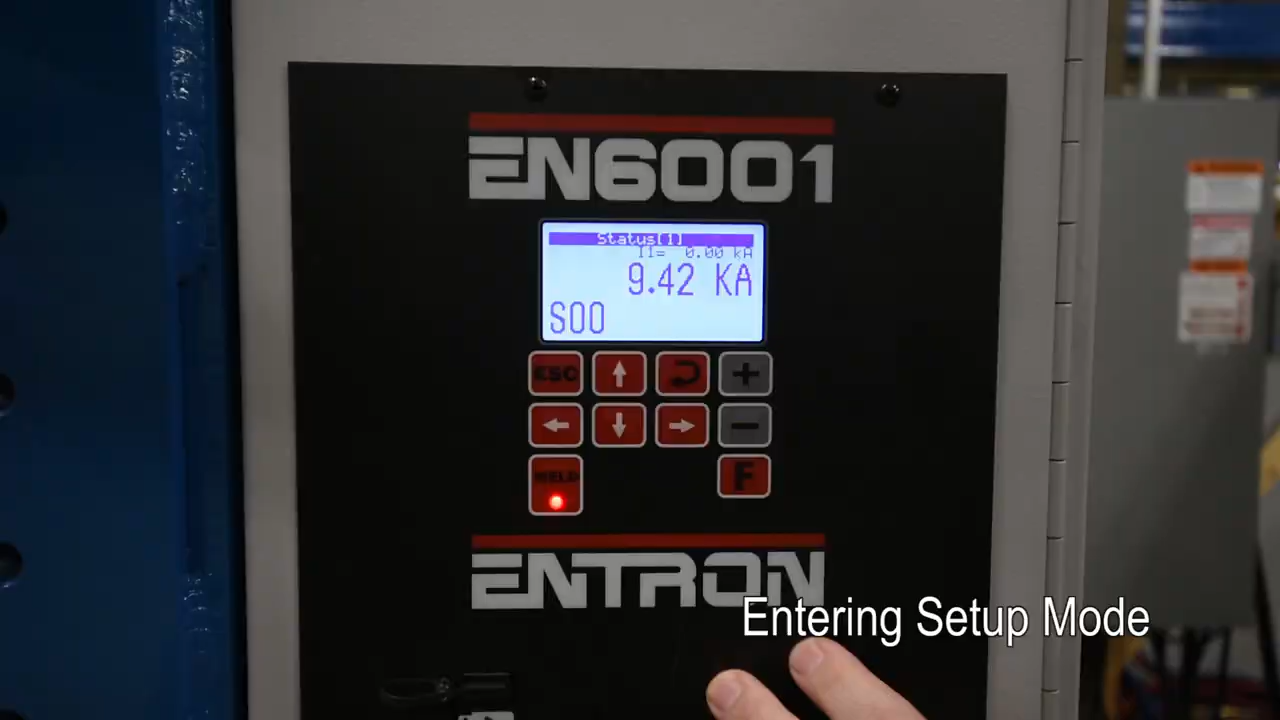 EN6001
Status[1]
I1= 0.00 kA
9.42 KA
S00
ESC
+
-
WELD
F
ENTRON
Entering Setup Mode